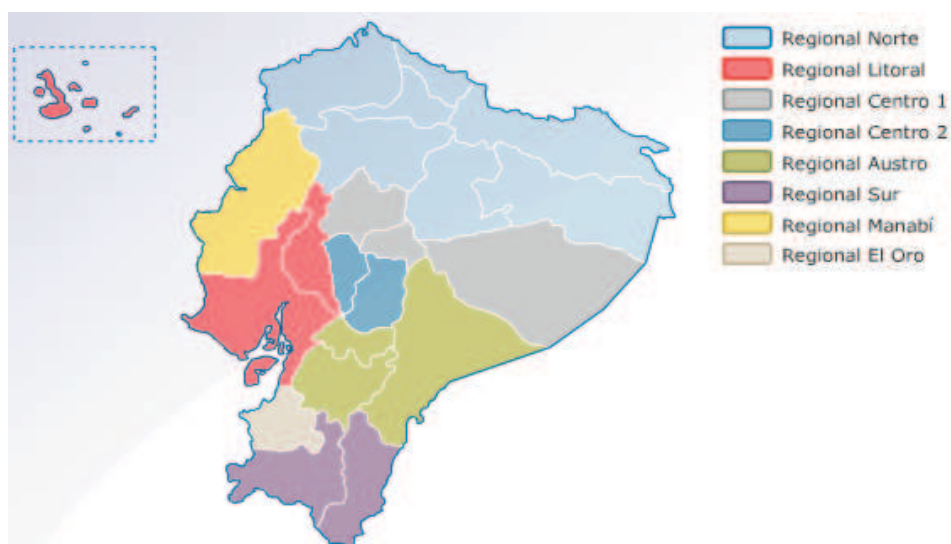 Regional Norte
Regional Litoral
Regional Centro 1
Regional Centro 2
Regional Austro
Regional Sur
Regional Manabí
Regional El Oro